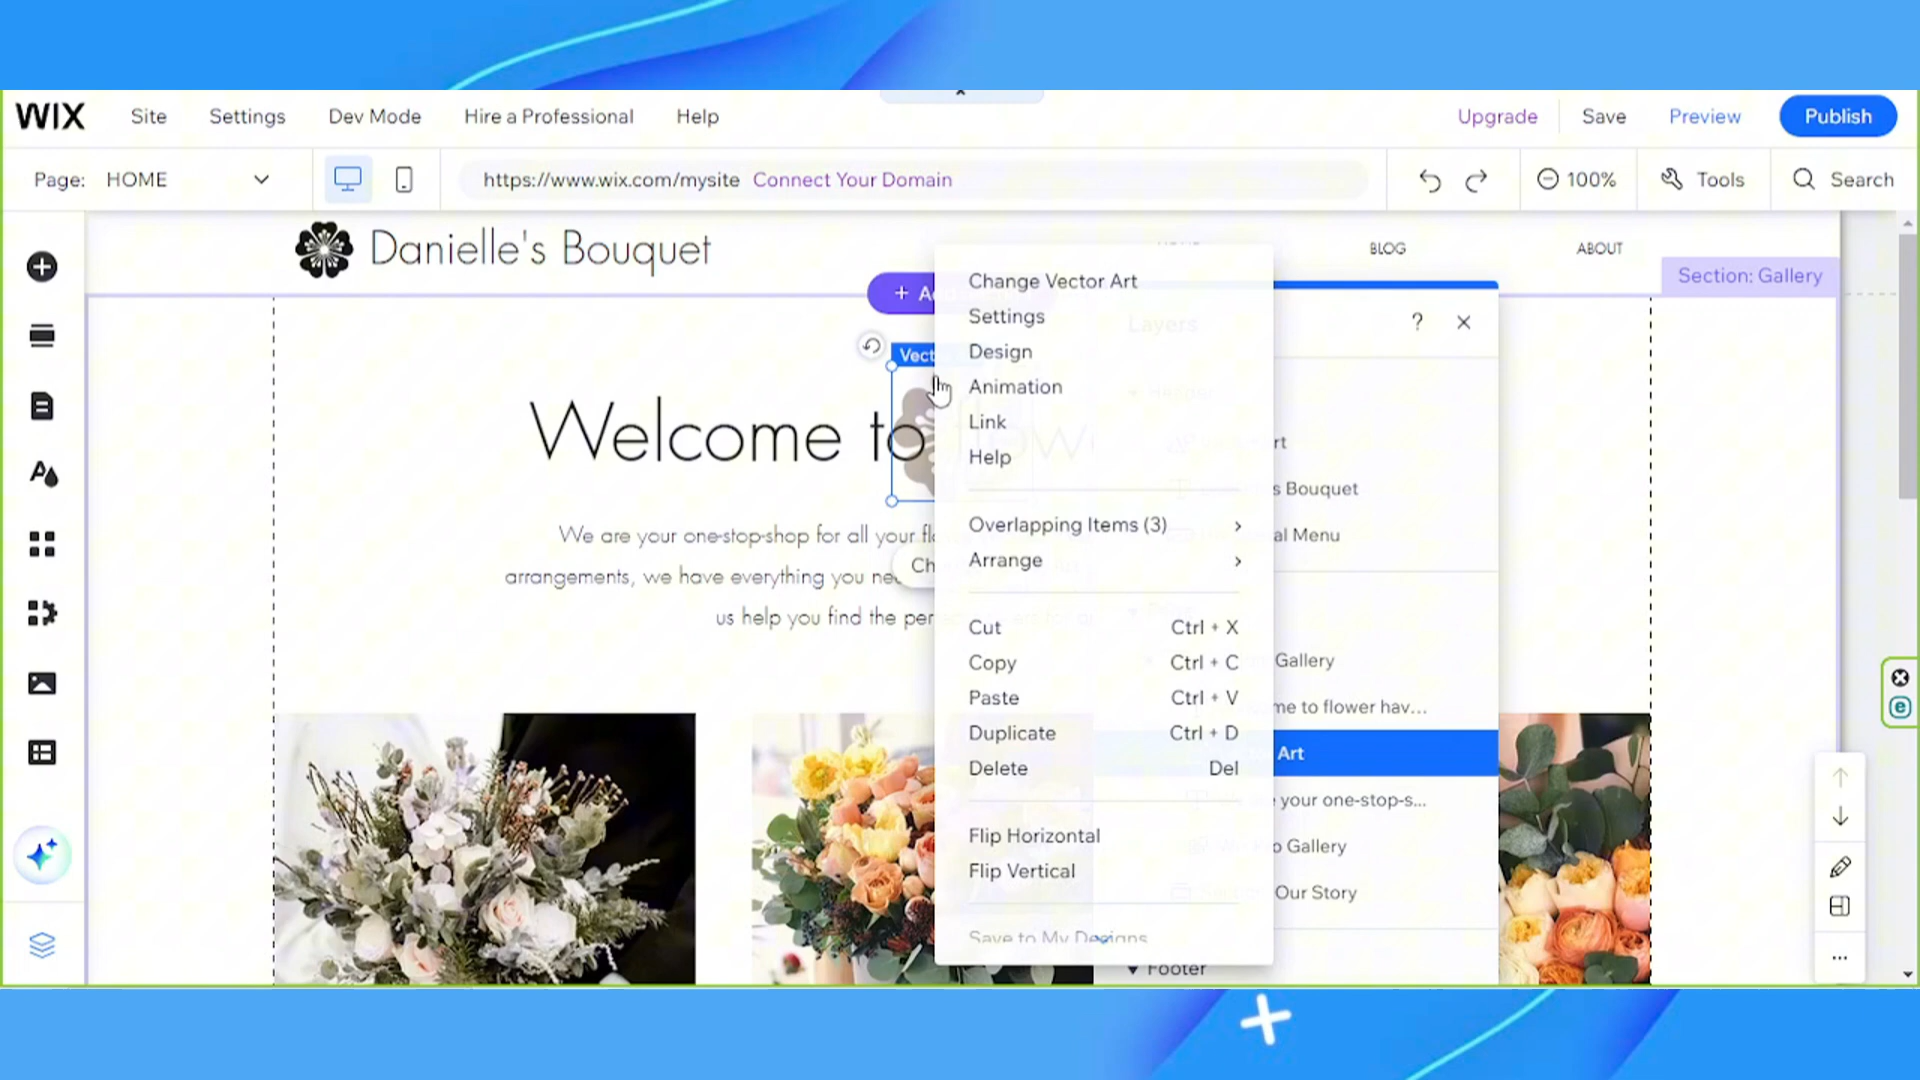 WIX Site Settings Dev Mode Hire a Professional Help Upgrade Save Preview Publish
Page: HOME https://www.wix.com/mysite Connect Your Domain 100% Tools Search
Danielle's Bouquet BLOG ABOUT
Section: Gallery
Change Vector Art
Settings
Layers ?
Design
Animation
Link
Help
Overlapping Items (3)
Arrange
Cut Ctrl + X
Copy Ctrl + C
Paste Ctrl + V
Duplicate Ctrl + D
Delete Del
Flip Horizontal
Flip Vertical
Save to My Designs
Welcome to
We are your one-stop-shop for all your
arrangements, we have everything you
us help you find the
s Bouquet
al Menu
Gallery
me to flower hav...
Art
your one-stop-s...
Gallery
Our Story
Footer